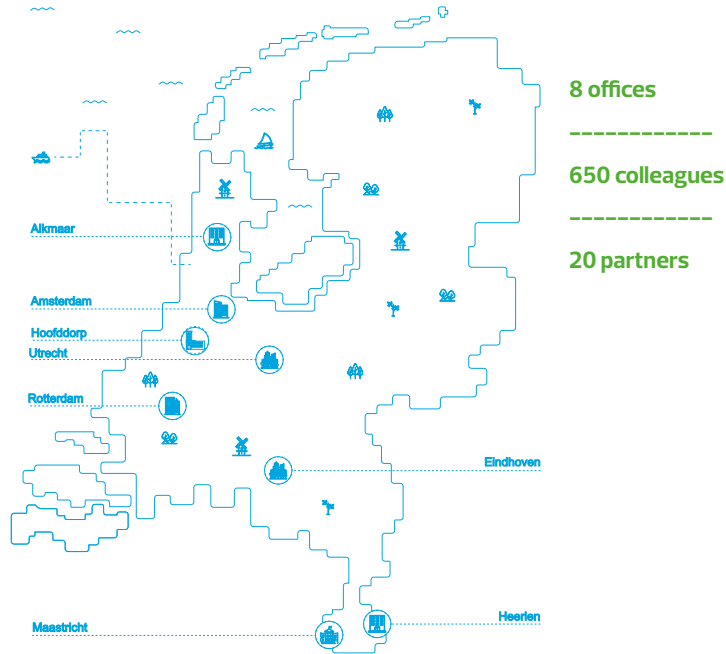 8 offices
650 colleagues
20 partners
Alkmaar
Amsterdam
Hoofddorp
Utrecht
Rotterdam
Eindhoven
Maastricht
Heerlen